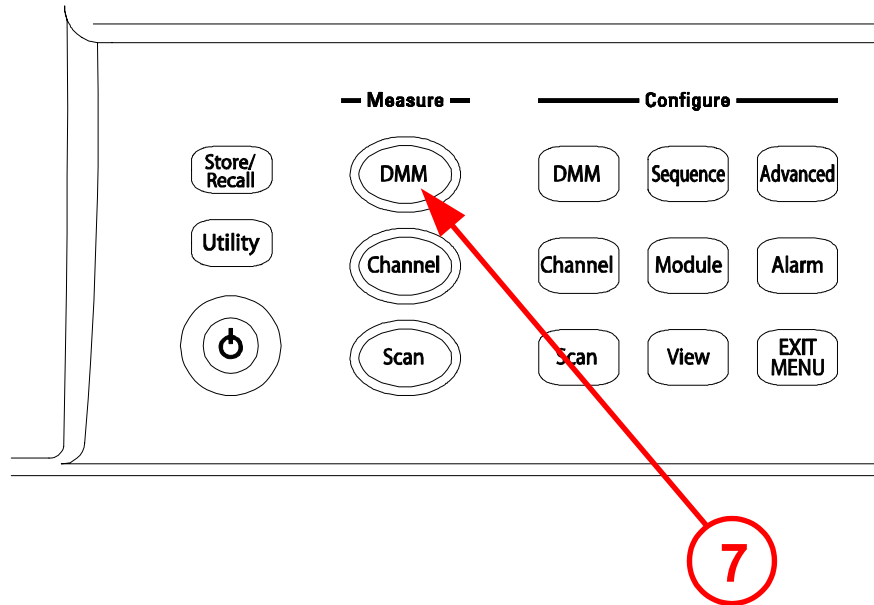 Measure
Configure
Store/
Recall
DMM
DMM
Sequence
Advanced
Utility
Channel
Channel
Module
Alarm
Scan
Scan
View
EXIT
MENU
7